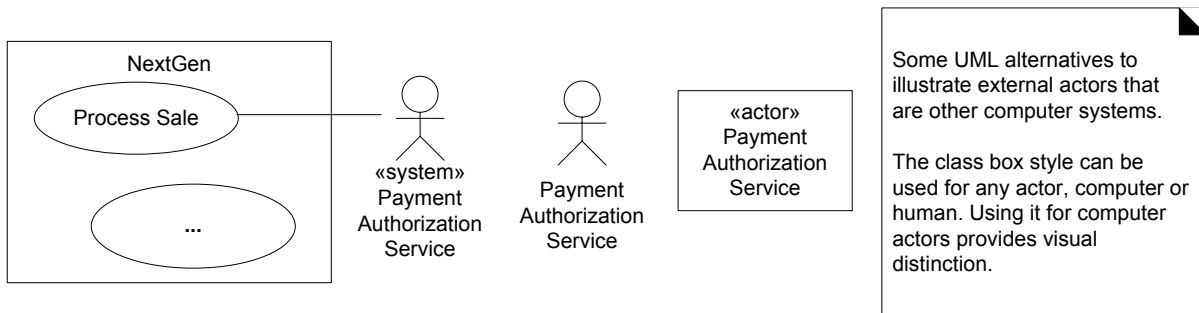 NextGen
Process Sale
...
«system»
Payment
Authorization
Service
Payment
Authorization
Service
«actor»
Payment
Authorization
Service
Some UML alternatives to
illustrate external actors that
are other computer systems.
The class box style can be
used for any actor, computer or
human. Using it for computer
actors provides visual
distinction.